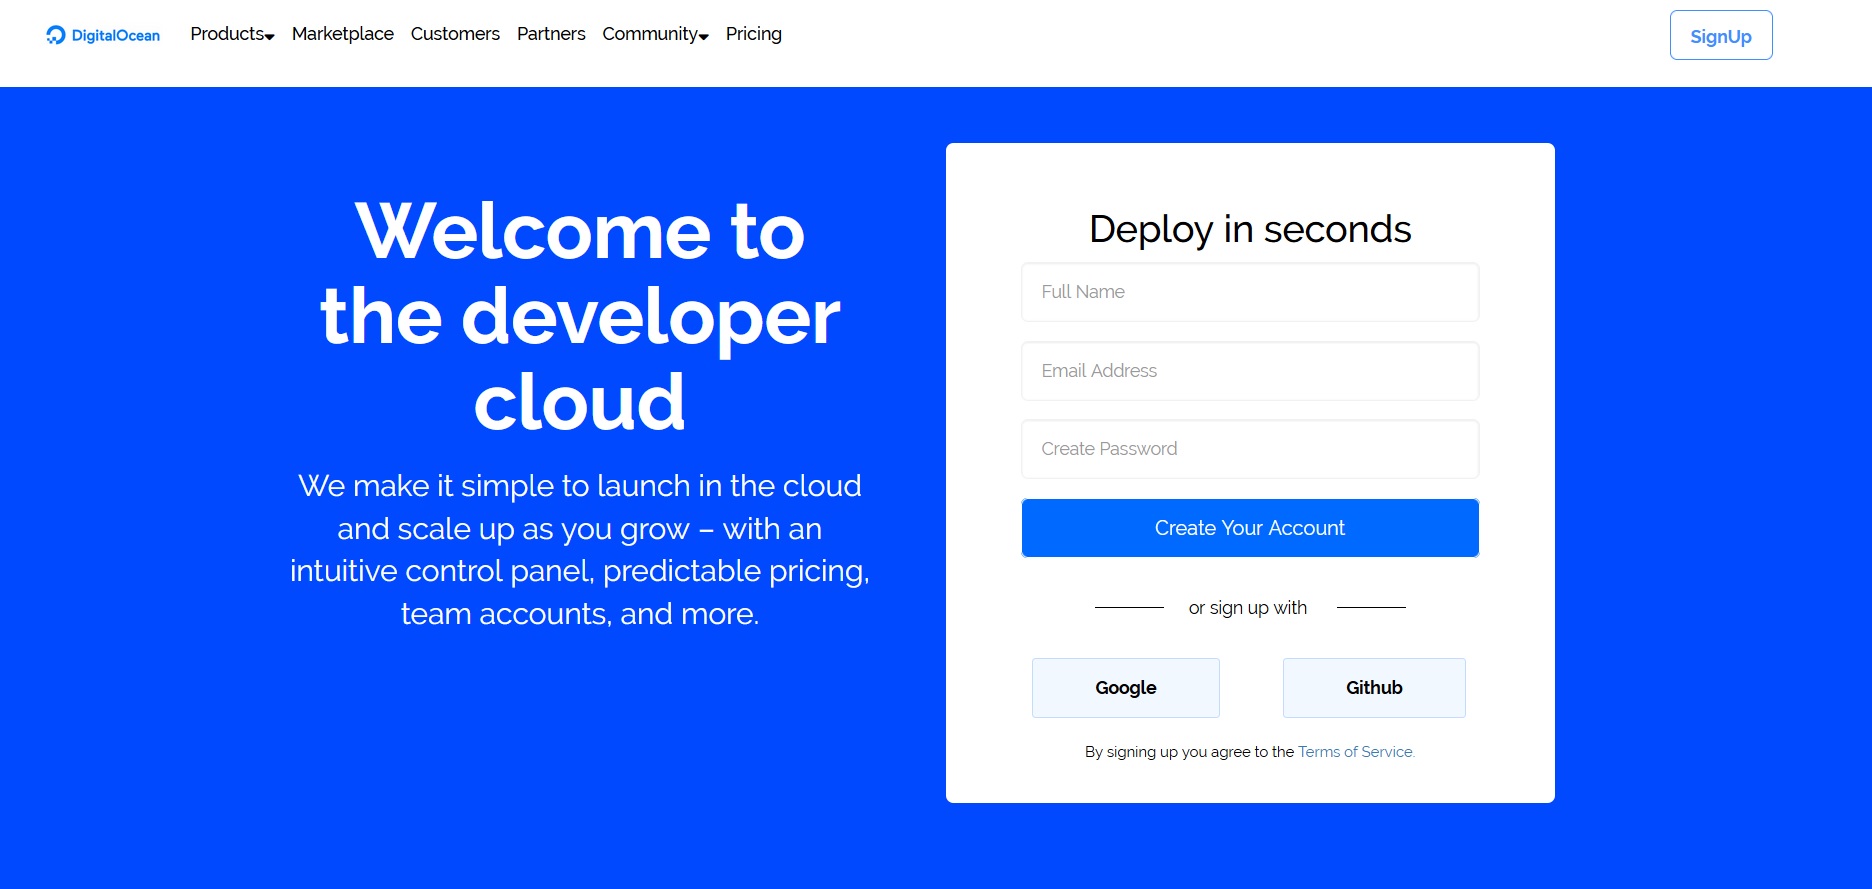 DigitalOcean Products Marketplace Customers Partners Community Pricing SignUp
Welcome to
the developer
cloud
We make it simple to launch in the cloud
and scale up as you grow – with an
intuitive control panel, predictable pricing,
team accounts, and more.
Deploy in seconds
Full Name
Email Address
Create Password
Create Your Account
or sign up with
Google Github
By signing up you agree to the Terms of Service.